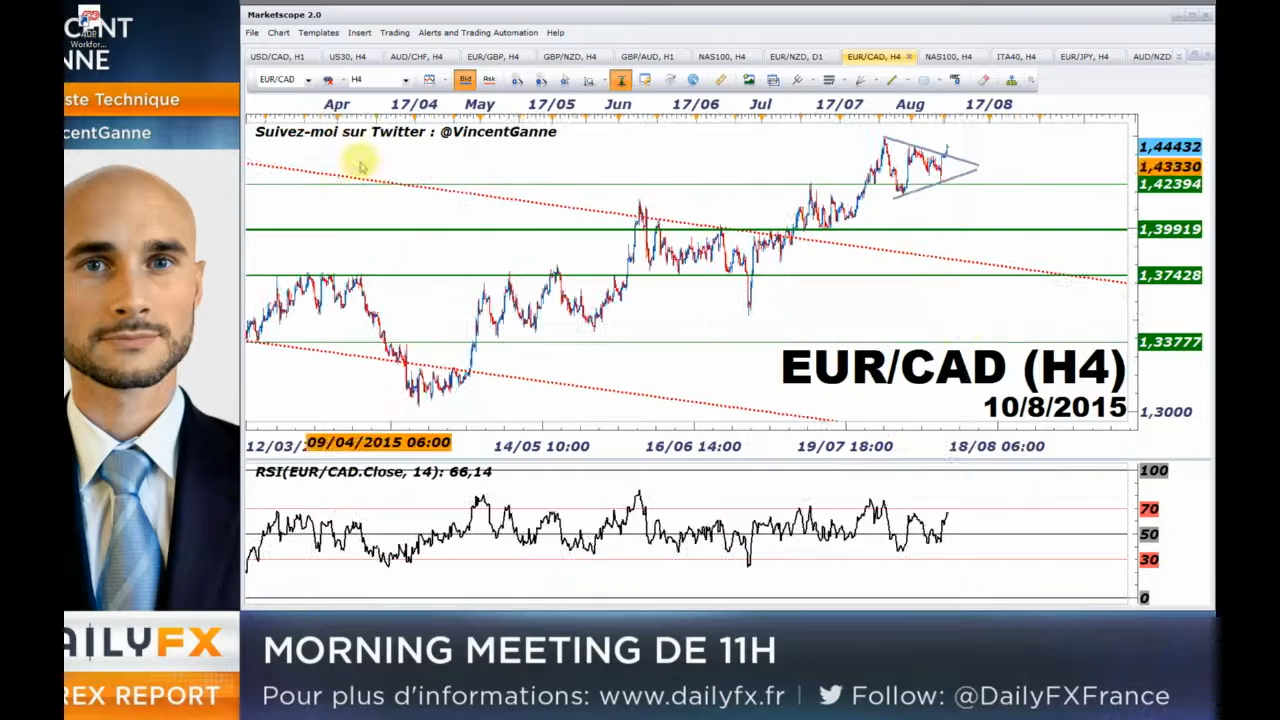 CENT
NNE
ADP
Workfor...
ste Technique
centGanne
Marketscope 2.0
File Chart Templates Insert Trading Alerts and Trading Automation Help
USD/CAD, H1 US30, H4 AUD/CHF, H4 EUR/GBP, H4 GBP/NZD, H4 GBP/AUD, H1 NAS100, H4 EUR/NZD, D1 EUR/CAD, H4 NAS100, H4 ITA40, H4 EUR/JPY, H4 AUD/NZD
EUR/CAD H4 Bid Ask ABC
Apr 17/04 May 17/05 Jun 17/06 Jul 17/07 Aug 17/08
Suivez-moi sur Twitter : @VincentGanne
1,44432
1,43330
1,42394
1,39919
1,37428
1,33777
EUR/CAD (H4)
10/8/2015
1,3000
12/03/ 09/04/2015 06:00 14/05 10:00 16/06 14:00 19/07 18:00 18/08 06:00
RSI(EUR/CAD.Close, 14): 66,14
100
70
50
30
0
AILYFX
REX REPORT
MORNING MEETING DE 11H
Pour plus d'informations: www.dailyfx.fr | Follow: @DailyFXFrance